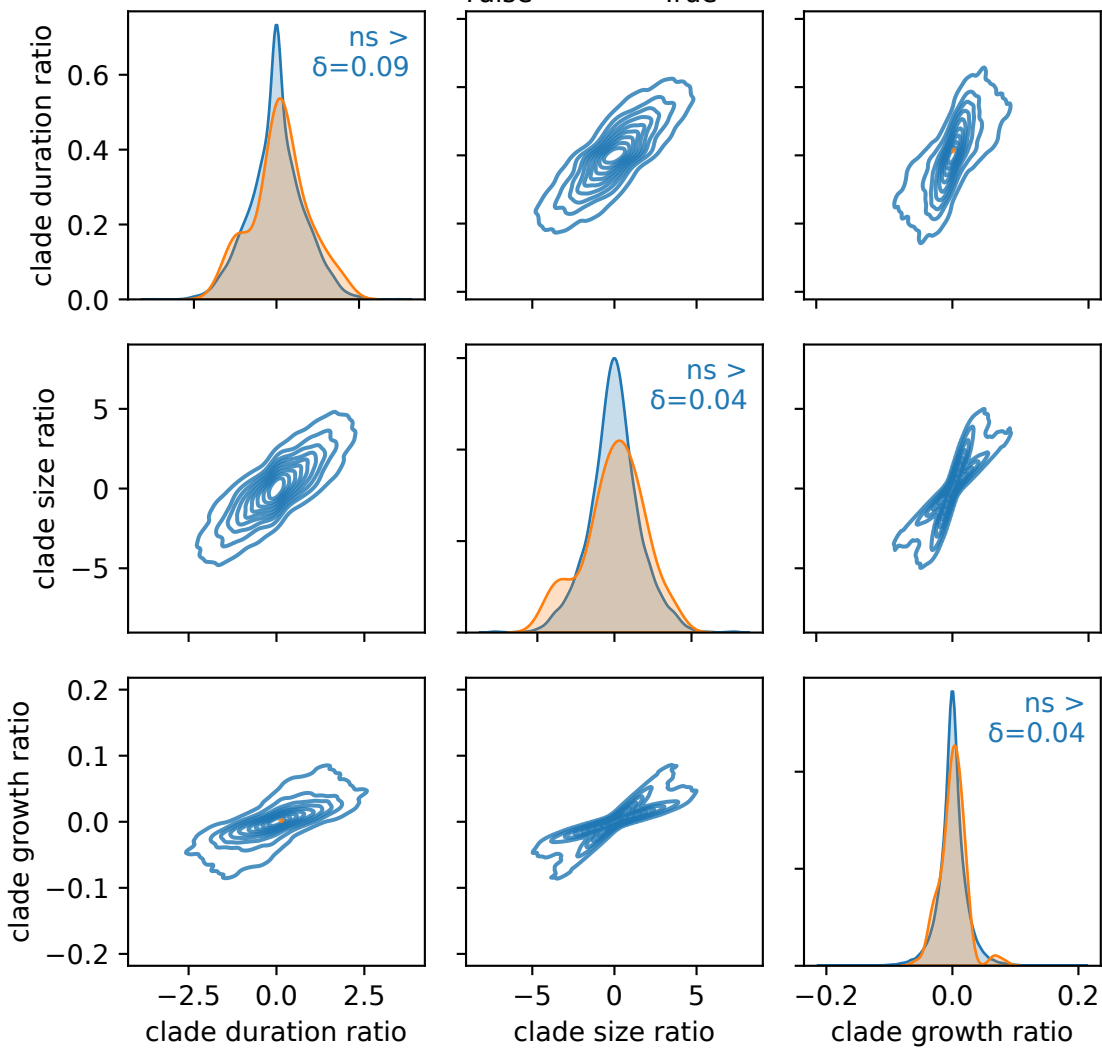 False True
clade duration ratio
0.6
0.4
0.2
0.0
ns >
δ=0.09
clade size ratio
5
0
−5
ns >
δ=0.04
clade growth ratio
0.2
0.1
0.0
−0.1
−0.2
ns >
δ=0.04
−2.5 0.0 2.5
−5 0 5
−0.2 0.0 0.2
clade duration ratio
clade size ratio
clade growth ratio